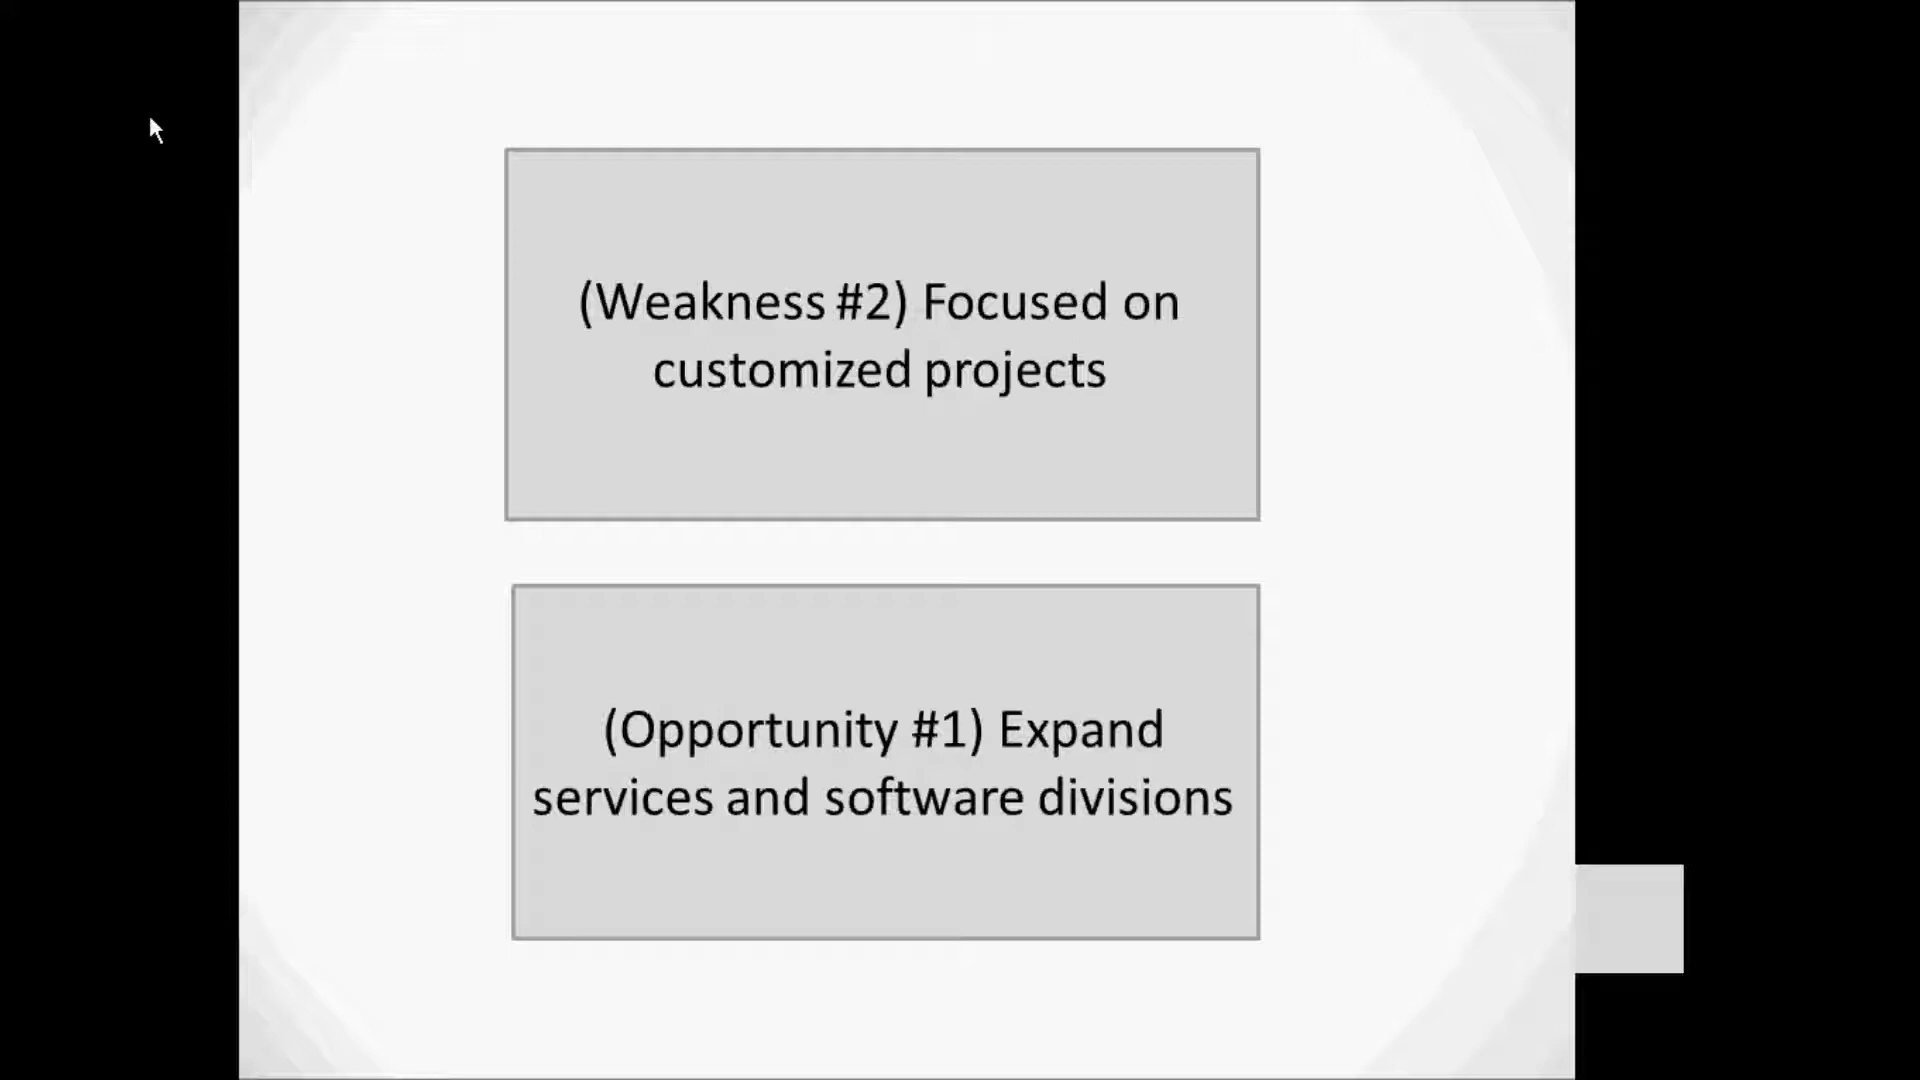 (Weakness #2) Focused on
customized projects
(Opportunity #1) Expand
services and software divisions